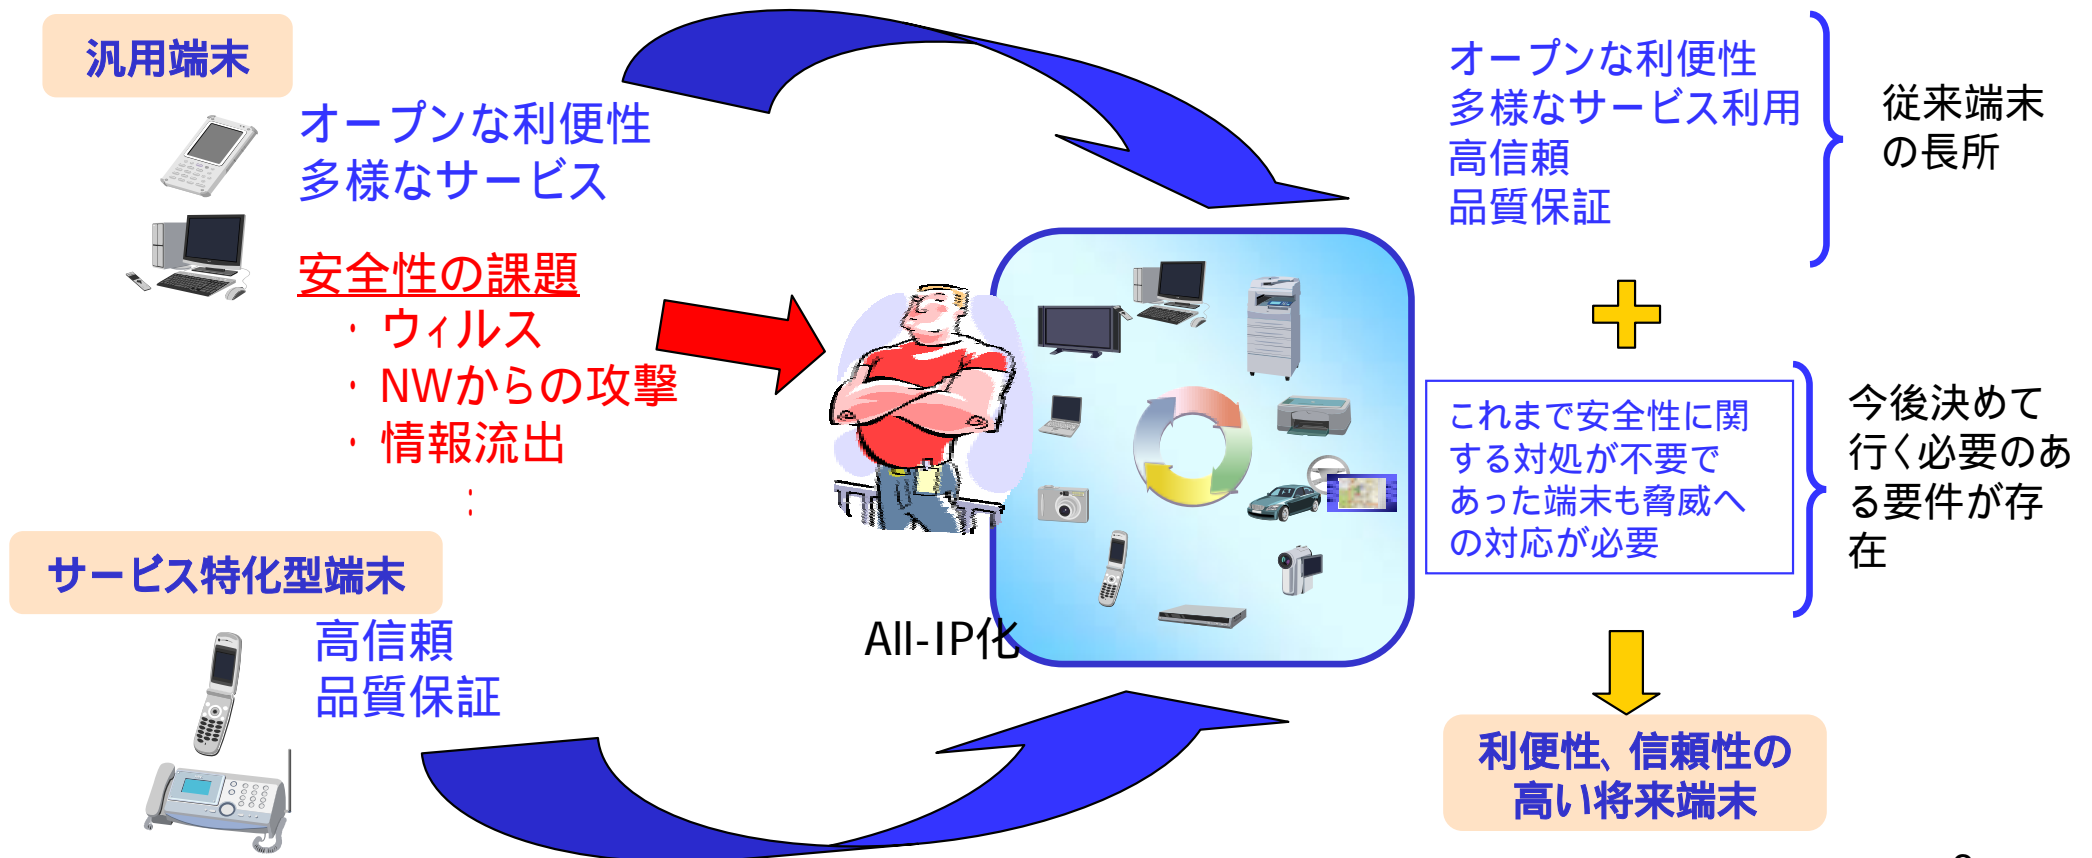 汎用端末
オープンな利便性
多様なサービス
安全性の課題
・ウィルス
・NWからの攻撃
・情報流出
:
サービス特化型端末
高信頼
品質保証
All-IP化
オープンな利便性
多様なサービス利用
高信頼
品質保証
従来端末
の長所
これまで安全性に関
する対処が不要で
あった端末も脅威へ
の対応が必要
今後決めて
行く必要のあ
る要件が存
在
利便性、信頼性の
高い将来端末